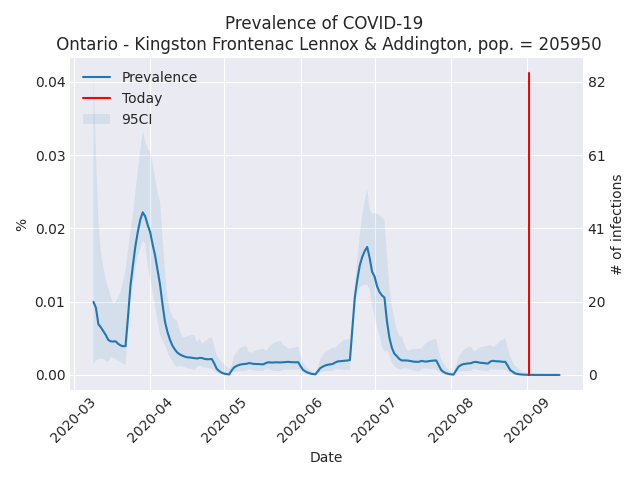 Prevalence of COVID-19
Ontario - Kingston Frontenac Lennox & Addington, pop. = 205950
Prevalence
Today
95CI
0.04
0.03
0.02
0.01
0.00
%
82
61
41
20
0
# of infections
2020-03
2020-04
2020-05
2020-06
2020-07
2020-08
2020-09
Date